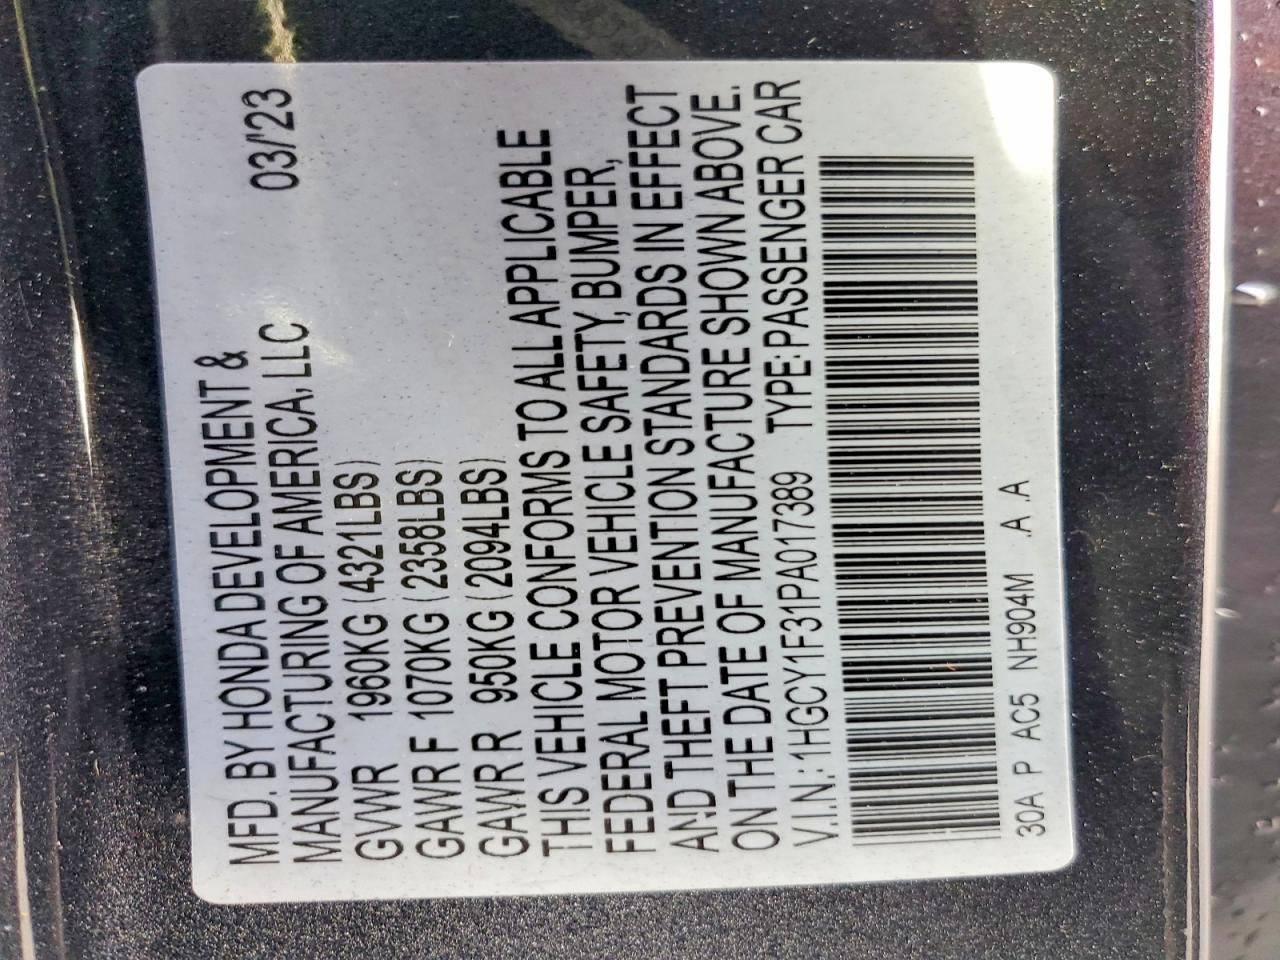 MFD. BY HONDA DEVELOPMENT &
MANUFACTURING OF AMERICA, LLC 03/'23
GVWR 1960KG (4321LBS)
GAWR F 1070KG (2358LBS)
GAWR R 950KG (2094LBS)
THIS VEHICLE CONFORMS TO ALL APPLICABLE
FEDERAL MOTOR VEHICLE SAFETY, BUMPER,
AND THEFT PREVENTION STANDARDS IN EFFECT
ON THE DATE OF MANUFACTURE SHOWN ABOVE.
V.I.N.: 1HGCY1F31PA017389 TYPE: PASSENGER CAR
30A P AC5 NH904M .A .A